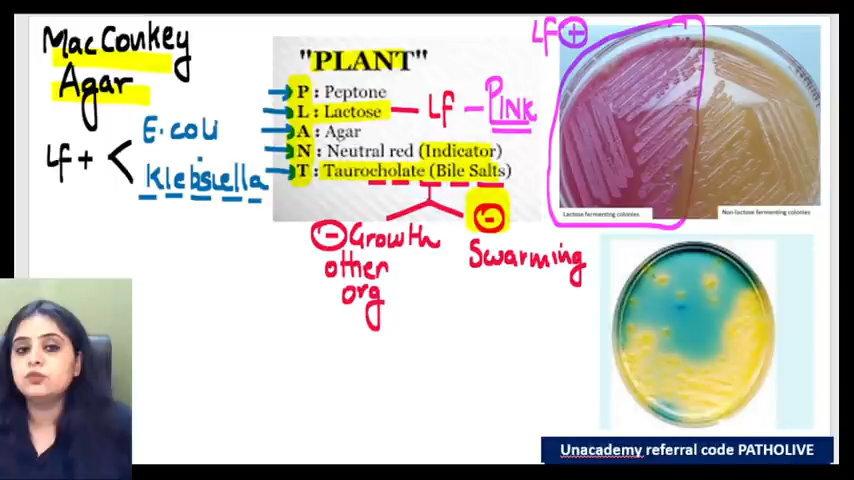 MacConkey
Agar
LF+ < E.coli
Klebsiella
"PLANT"
P : Peptone
L : Lactose — LF — PINK
A : Agar
N : Neutral red (Indicator)
T : Taurocholate (Bile Salts)
⊖ Growth
other
org
⊖
Swarming
LF ⊕
Lactose fermenting colonies
Non-lactose fermenting colonies
Unacademy referral code PATHOLIVE